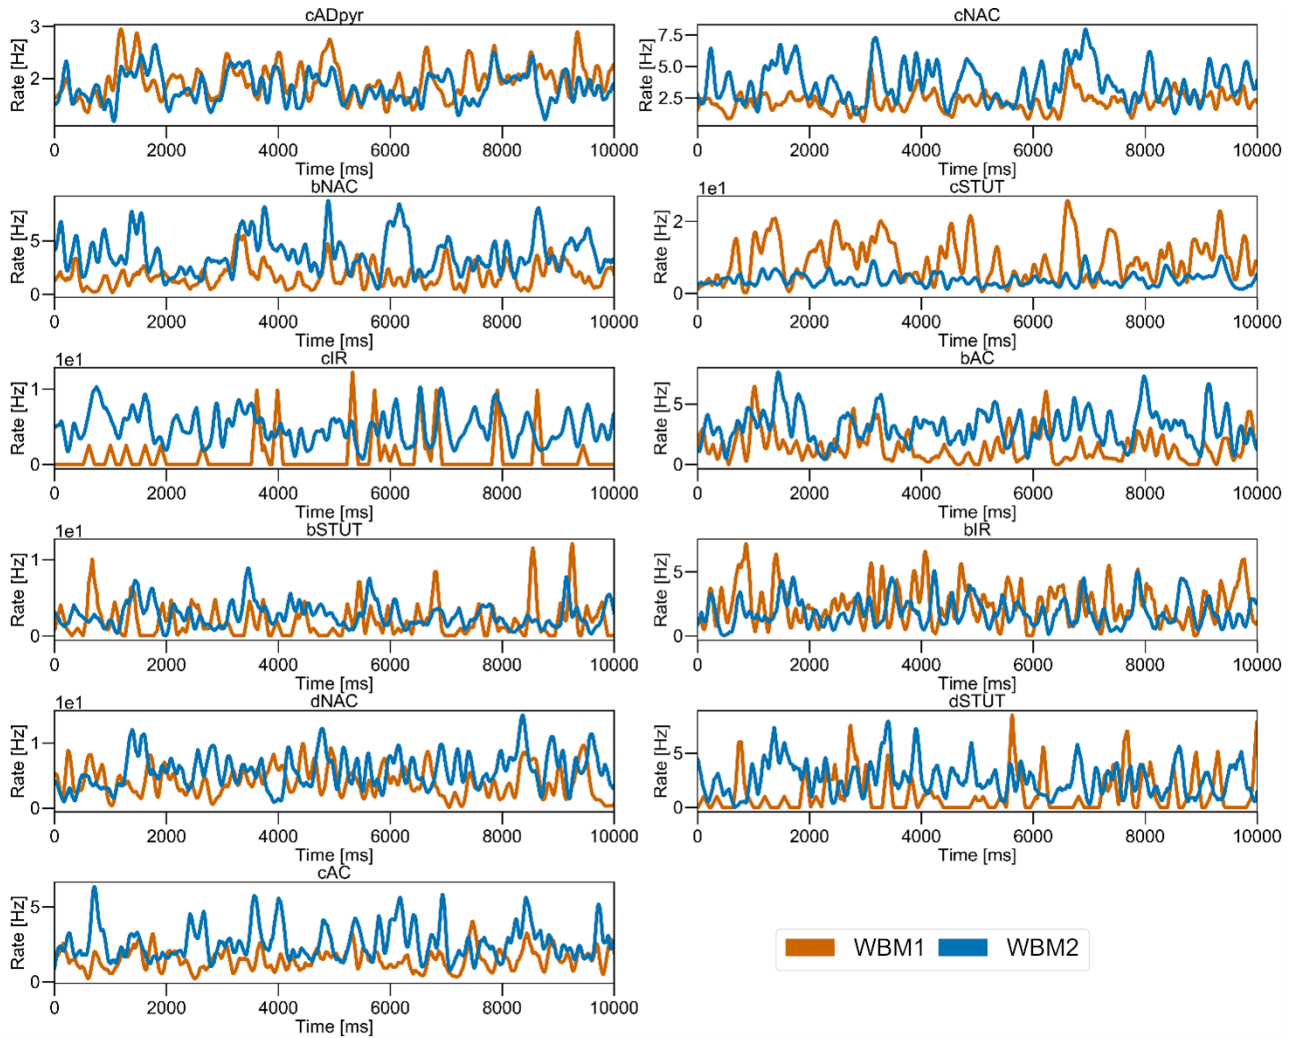 cADpyr
Rate [Hz]
3
2
0 2000 4000 6000 8000 10000
Time [ms]
cNAC
Rate [Hz]
7.5
5.0
2.5
0 2000 4000 6000 8000 10000
Time [ms]
bNAC
Rate [Hz]
5
0
0 2000 4000 6000 8000 10000
Time [ms]
cSTUT
1e1
Rate [Hz]
2
0
0 2000 4000 6000 8000 10000
Time [ms]
cIR
1e1
Rate [Hz]
1
0
0 2000 4000 6000 8000 10000
Time [ms]
bAC
Rate [Hz]
5
0
0 2000 4000 6000 8000 10000
Time [ms]
bSTUT
1e1
Rate [Hz]
1
0
0 2000 4000 6000 8000 10000
Time [ms]
bIR
Rate [Hz]
5
0
0 2000 4000 6000 8000 10000
Time [ms]
dNAC
1e1
Rate [Hz]
1
0
0 2000 4000 6000 8000 10000
Time [ms]
dSTUT
Rate [Hz]
5
0
0 2000 4000 6000 8000 10000
Time [ms]
cAC
Rate [Hz]
5
0
0 2000 4000 6000 8000 10000
Time [ms]
WBM1 WBM2